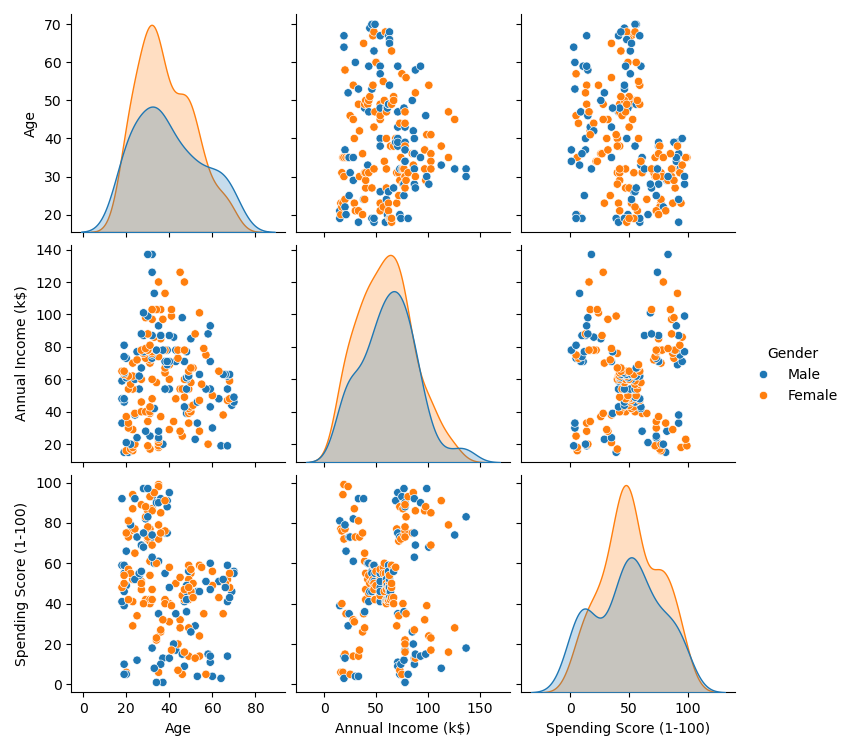 70
60
50
40
30
20
Age
140
120
100
80
60
40
20
Annual Income (k$)
Gender
Male
Female
100
80
60
40
20
0
Spending Score (1-100)
0 20 40 60 80
0 50 100 150
0 50 100
Age
Annual Income (k$)
Spending Score (1-100)